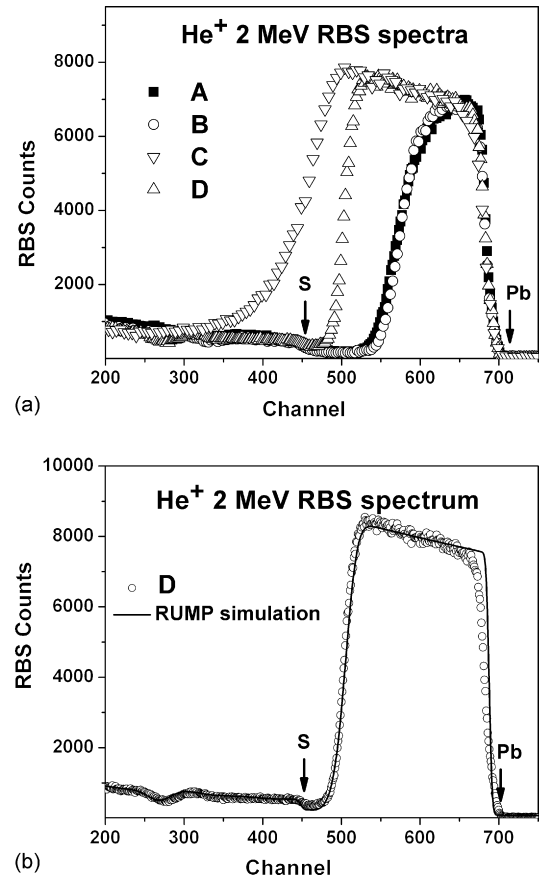 He+ 2 MeV RBS spectra
A
B
C
D
8000
6000
4000
2000
RBS Counts
S
Pb
200 300 400 500 600 700
Channel
(a)
10000
He+ 2 MeV RBS spectrum
8000
D
RUMP simulation
6000
4000
2000
RBS Counts
S
Pb
200 300 400 500 600 700
Channel
(b)